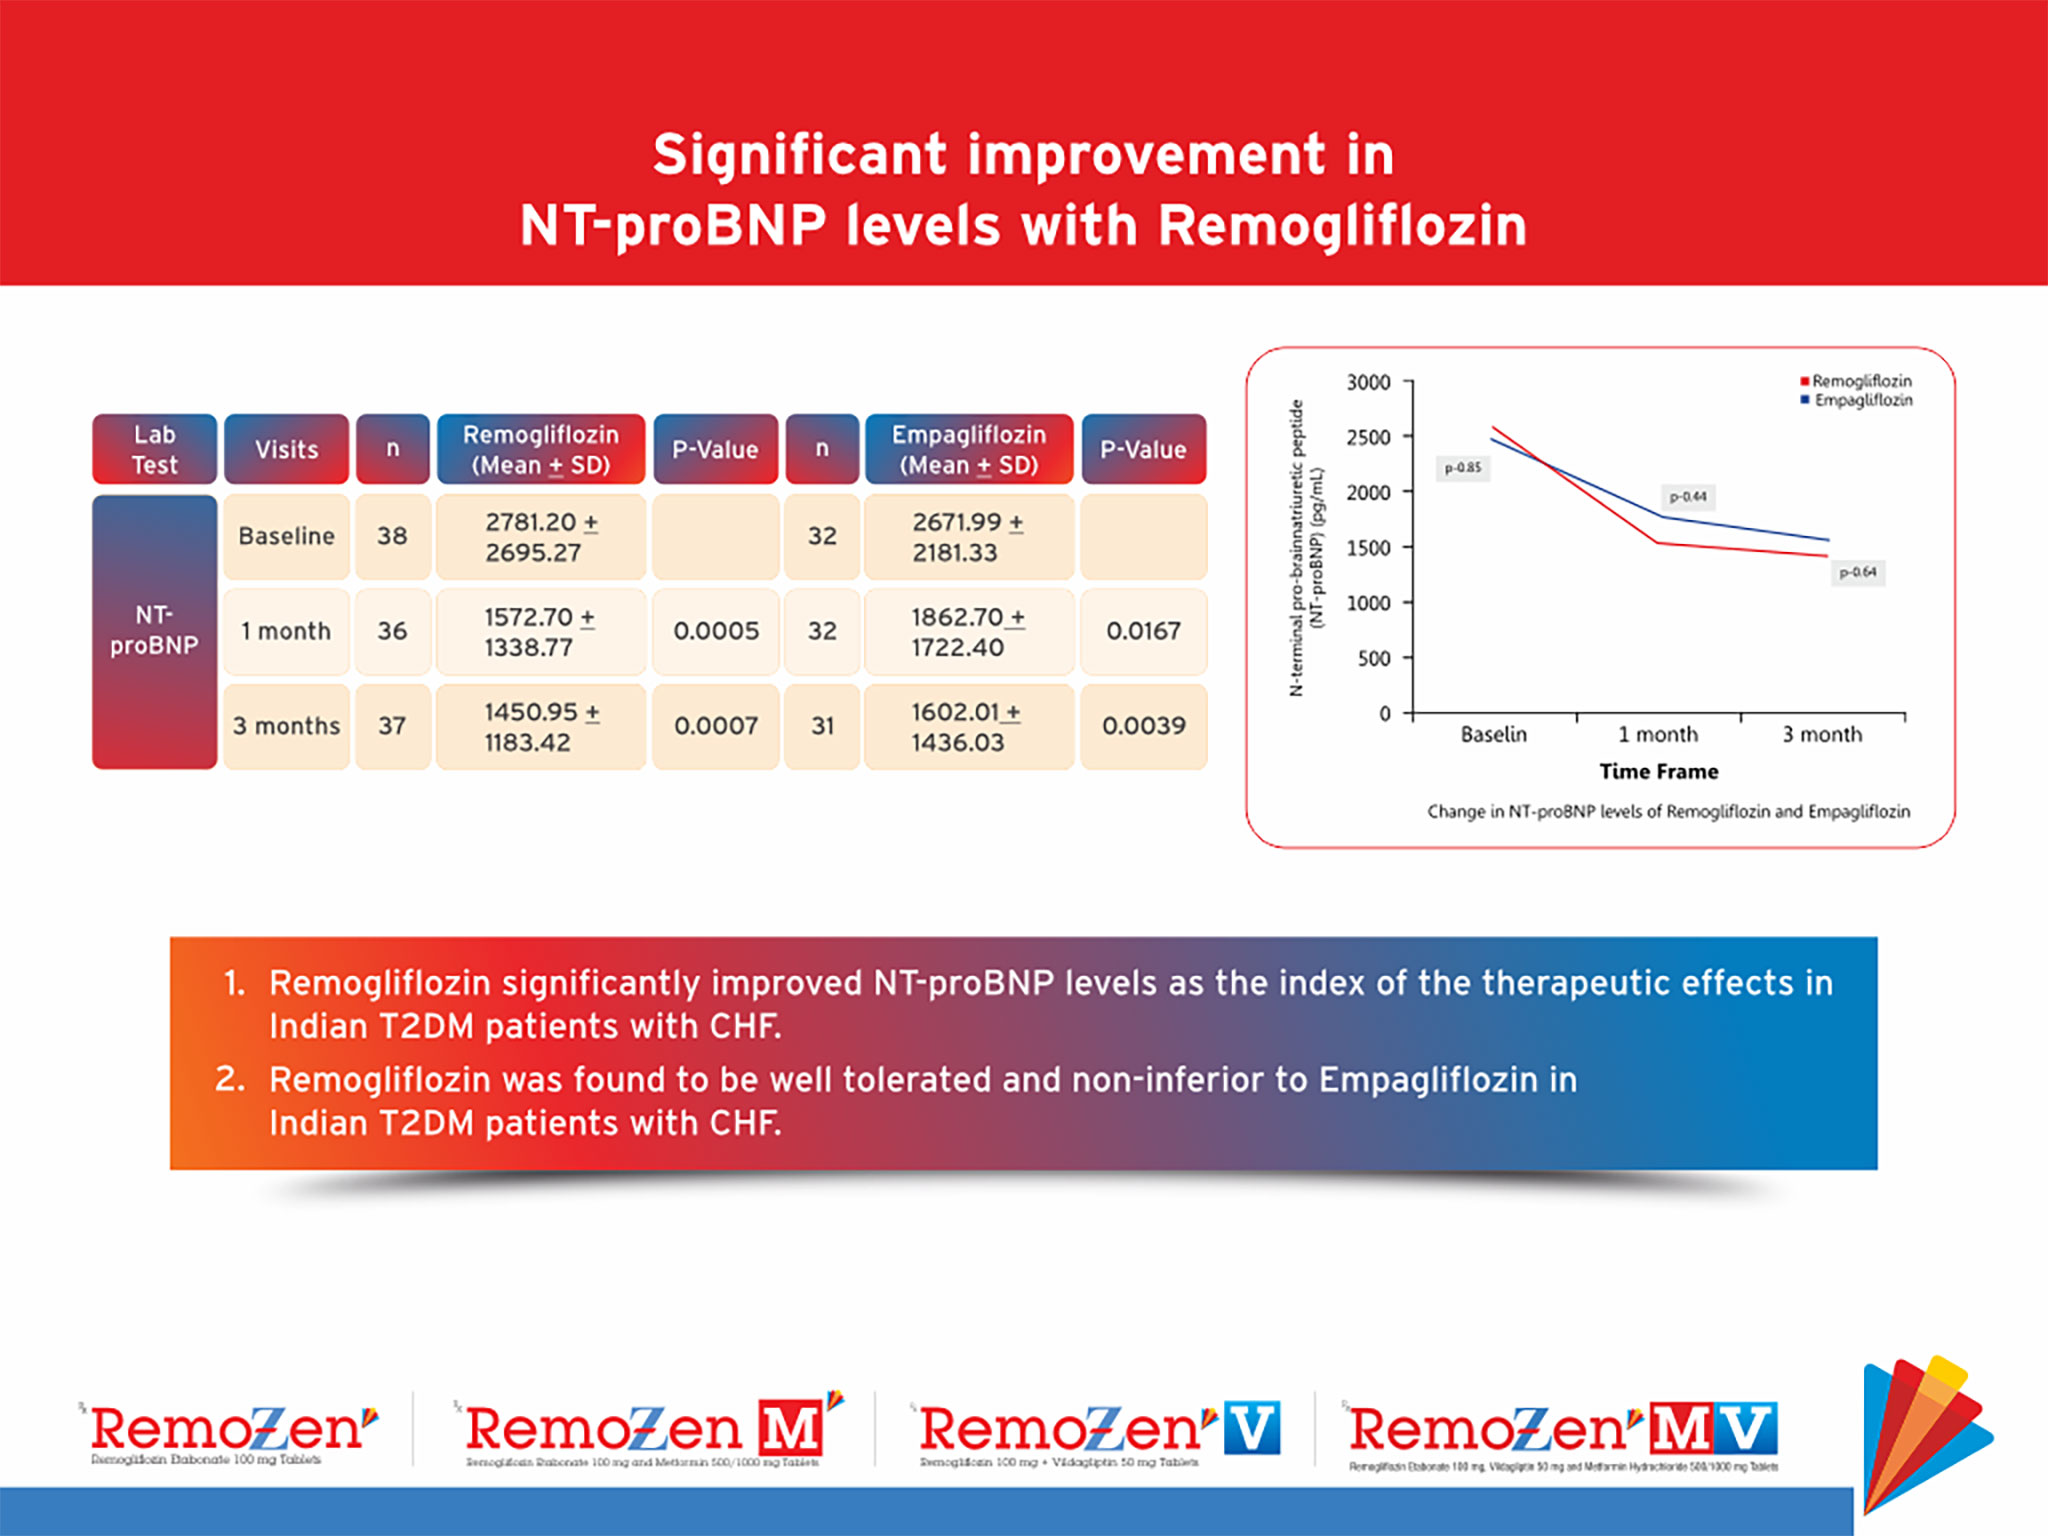 Significant improvement in
NT-proBNP levels with Remogliflozin
Lab
Test
Visits
n
Remogliflozin
(Mean ± SD)
P-Value
n
Empagliflozin
(Mean ± SD)
P-Value
NT-
proBNP
Baseline
38
2781.20 ±
2695.27
32
2671.99 ±
2181.33
1 month
36
1572.70 ±
1338.77
0.0005
32
1862.70 ±
1722.40
0.0167
3 months
37
1450.95 ±
1183.42
0.0007
31
1602.01 ±
1436.03
0.0039
3000
2500
2000
1500
1000
500
0
N-terminal pro-brainnatriuretic peptide
(NT-proBNP) (pg/mL)
Remogliflozin
Empagliflozin
p-0.85
p-0.44
p-0.64
Baselin
1 month
3 month
Time Frame
Change in NT-proBNP levels of Remogliflozin and Empagliflozin
1. Remogliflozin significantly improved NT-proBNP levels as the index of the therapeutic effects in
Indian T2DM patients with CHF.
2. Remogliflozin was found to be well tolerated and non-inferior to Empagliflozin in
Indian T2DM patients with CHF.
RemoZen
Remogliflozin Etabonate 100 mg Tablets
RemoZen M
Remogliflozin Etabonate 100 mg and Metformin 500/1000 mg Tablets
RemoZen V
Remogliflozin 100 mg + Vildagliptin 50 mg Tablets
RemoZen MV
Remogliflozin Etabonate 100 mg, Vildagliptin 50 mg and Metformin Hydrochloride 500/1000 mg Tablets